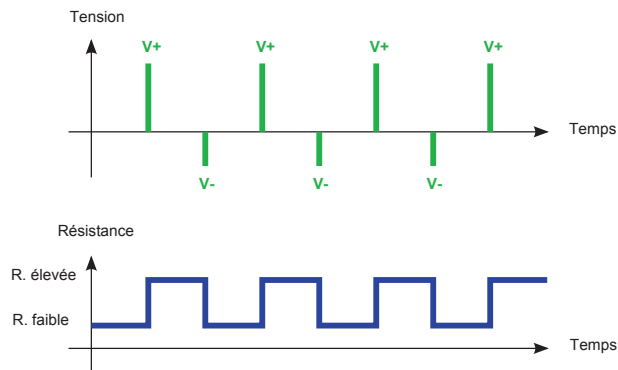 Tension
V+ V+ V+ V+
Temps
V- V- V-
Résistance
R. élevée
R. faible
Temps